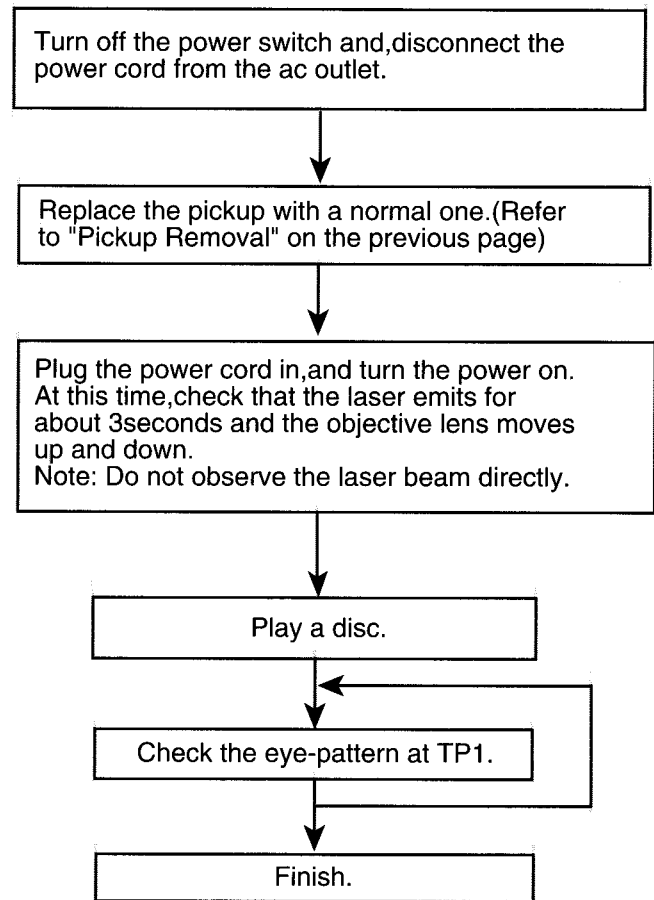 Turn off the power switch and,disconnect the
power cord from the ac outlet.
Replace the pickup with a normal one.(Refer
to "Pickup Removal" on the previous page)
Plug the power cord in,and turn the power on.
At this time,check that the laser emits for
about 3seconds and the objective lens moves
up and down.
Note: Do not observe the laser beam directly.
Play a disc.
Check the eye-pattern at TP1.
Finish.